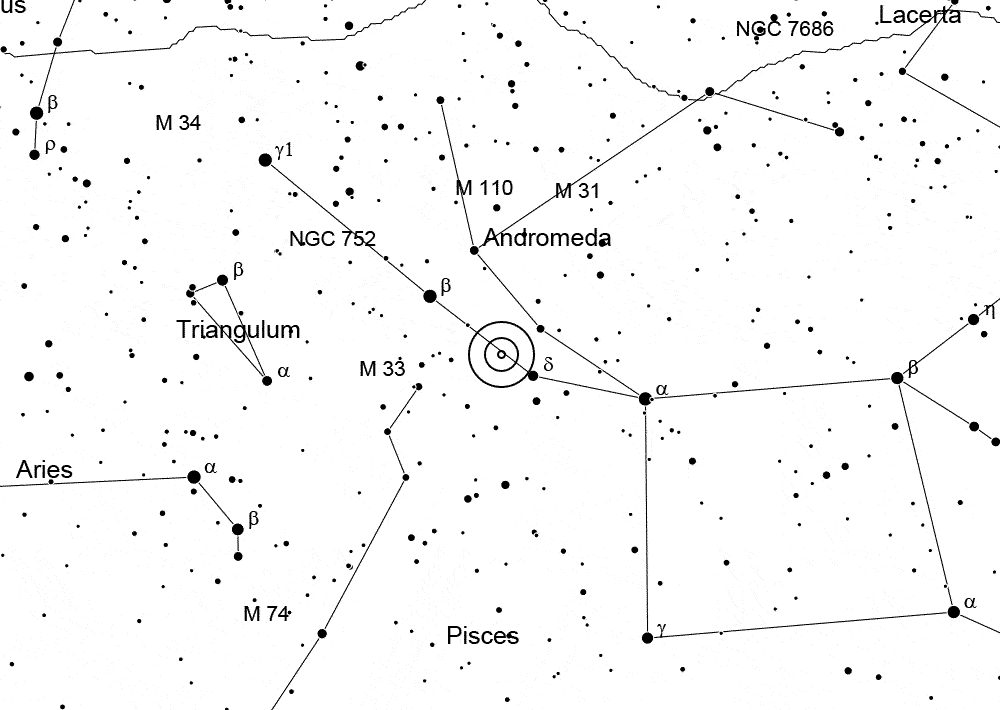 us
NGC 7686
Lacerta
β
M 34
ρ
γ1
M 110
M 31
NGC 752
Andromeda
β
β
η
Triangulum
M 33
δ
α
α
β
Aries
α
β
α
M 74
Pisces
γ